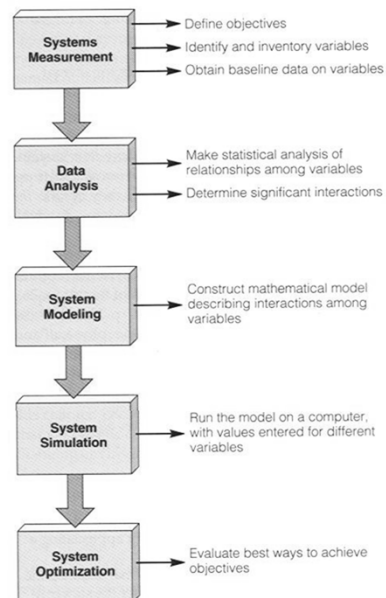 Systems
Measurement
Define objectives
Identify and inventory variables
Obtain baseline data on variables
Data
Analysis
Make statistical analysis of
relationships among variables
Determine significant interactions
System
Modeling
Construct mathematical model
describing interactions among
variables
System
Simulation
Run the model on a computer,
with values entered for different
variables
System
Optimization
Evaluate best ways to achieve
objectives